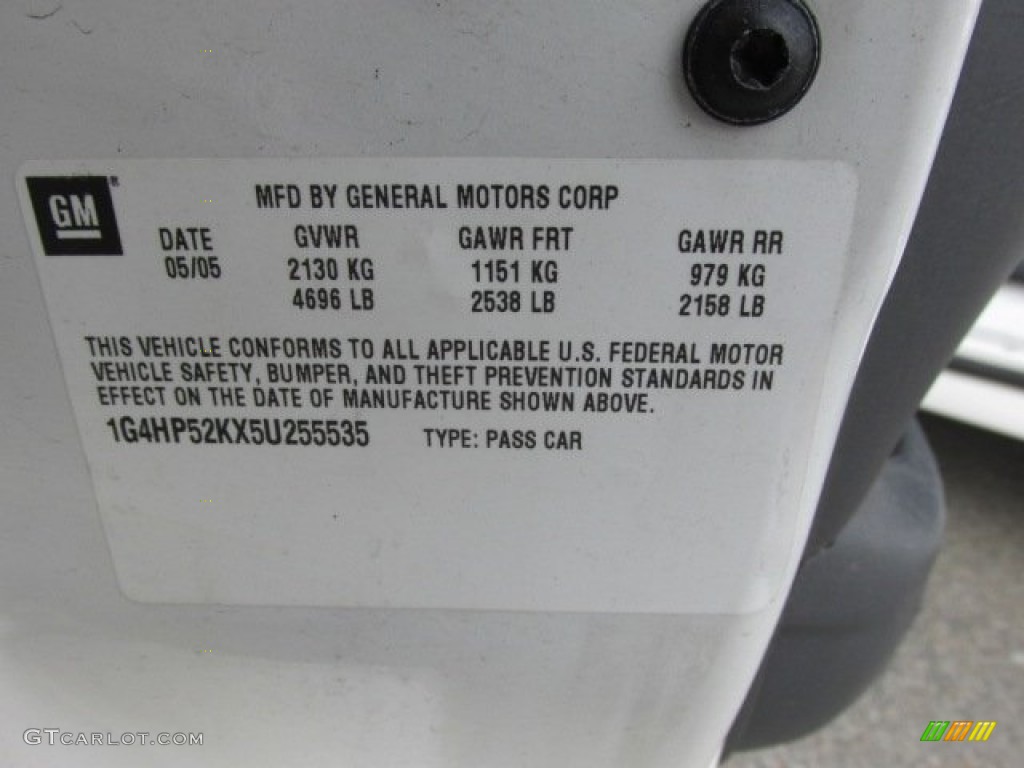 GM®
MFD BY GENERAL MOTORS CORP
DATE GVWR GAWR FRT GAWR RR
05/05 2130 KG 1151 KG 979 KG
4696 LB 2538 LB 2158 LB
THIS VEHICLE CONFORMS TO ALL APPLICABLE U.S. FEDERAL MOTOR
VEHICLE SAFETY, BUMPER, AND THEFT PREVENTION STANDARDS IN
EFFECT ON THE DATE OF MANUFACTURE SHOWN ABOVE.
1G4HP52KX5U255535 TYPE: PASS CAR
GTCARLOT.COM